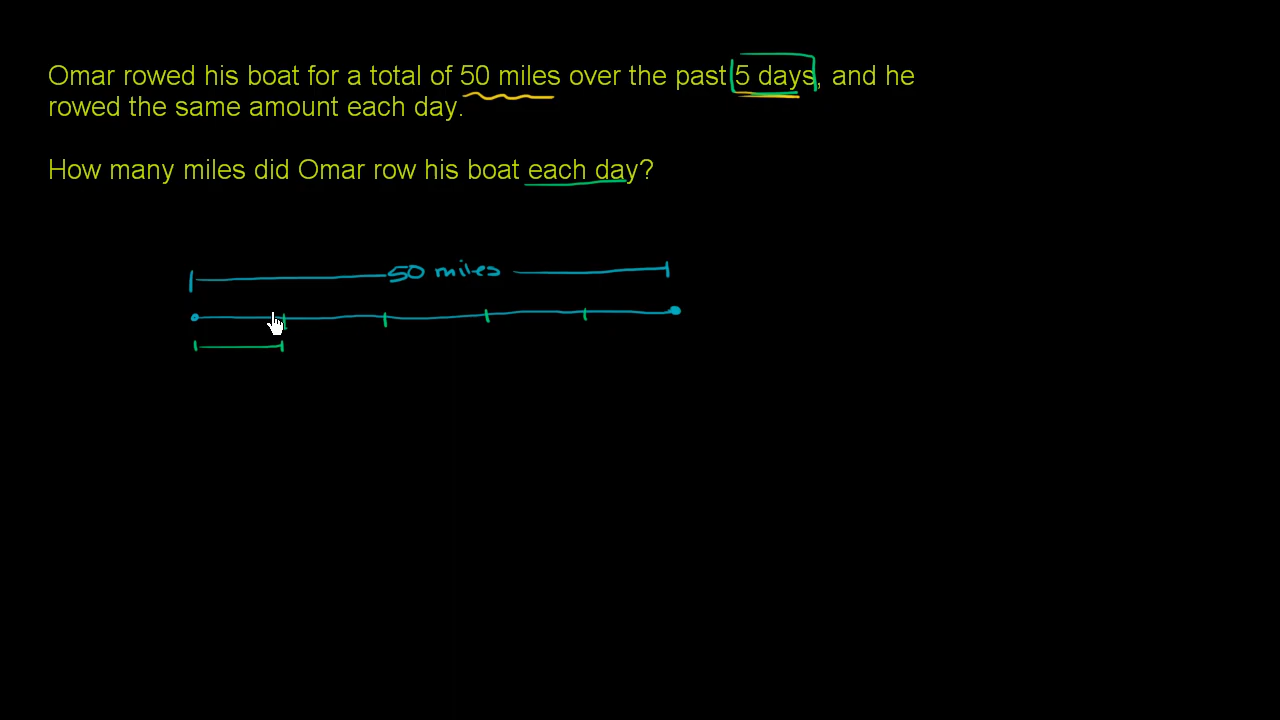 Omar rowed his boat for a total of 50 miles over the past 5 days, and he
rowed the same amount each day.
How many miles did Omar row his boat each day?
50 miles